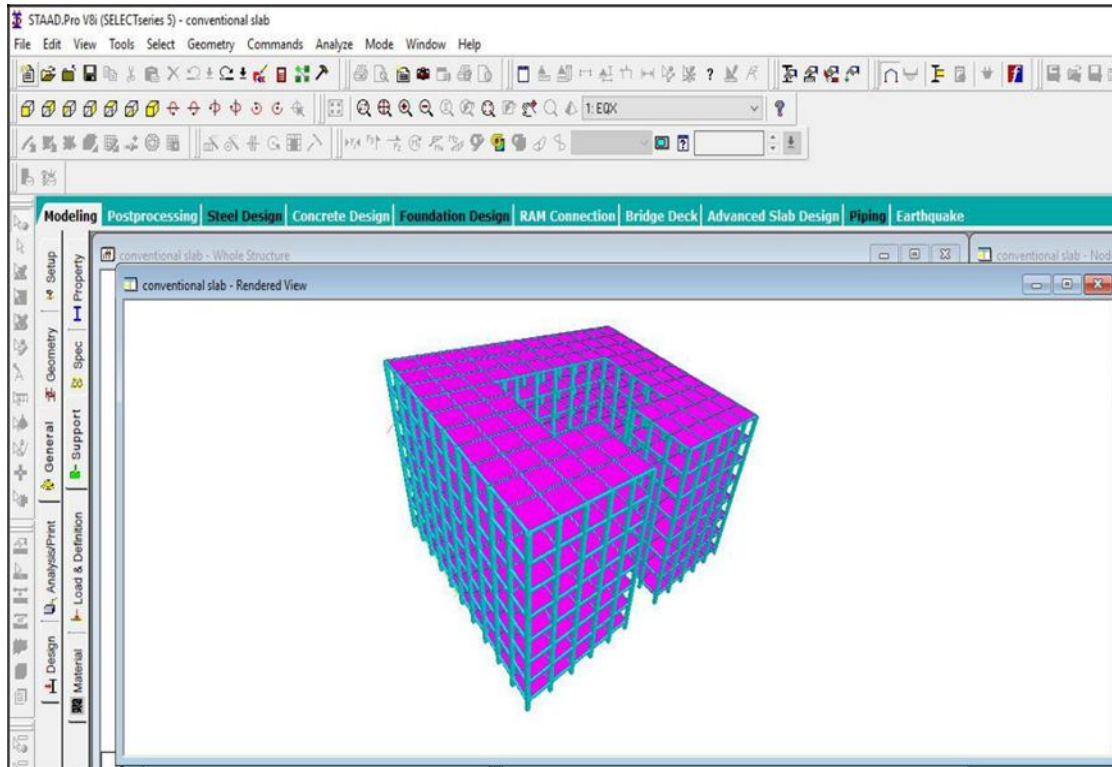 STAAD.Pro V8i (SELECTseries 5) - conventional slab
File Edit View Tools Select Geometry Commands Analyze Mode Window Help
1: EQX
Modeling Postprocessing Steel Design Concrete Design Foundation Design RAM Connection Bridge Deck Advanced Slab Design Piping Earthquake
conventional slab - Whole Structure
conventional slab - Nod
conventional slab - Rendered View
Setup
Geometry
General
Analysis/Print
Design
Property
Spec
Support
Load & Definition
Material